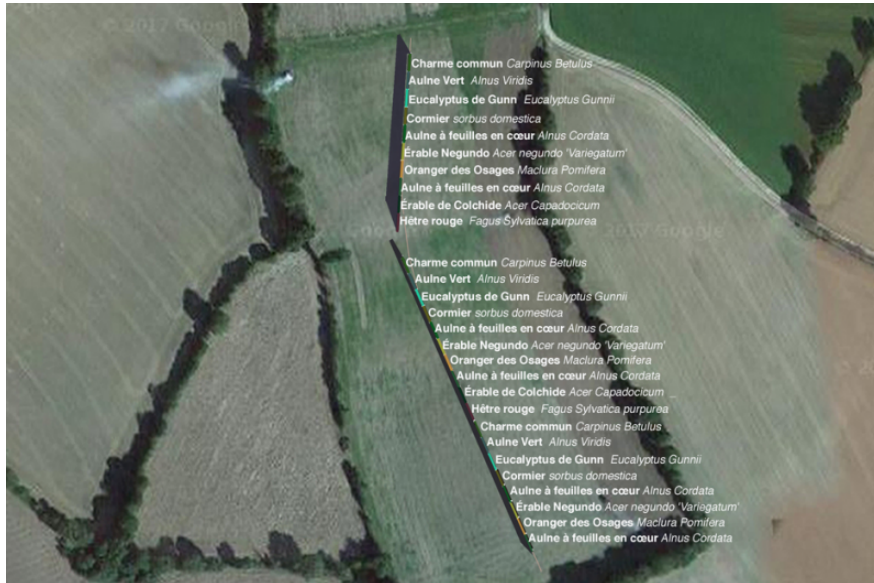 © 2017 Google
Charme commun Carpinus Betulus
Aulne Vert Alnus Viridis
Eucalyptus de Gunn Eucalyptus Gunnii
Cormier sorbus domestica
Aulne à feuilles en cœur Alnus Cordata
Érable Negundo Acer negundo 'Variegatum'
Oranger des Osages Maclura Pomifera
Aulne à feuilles en cœur Alnus Cordata
Érable de Colchide Acer Capadocicum
Hêtre rouge Fagus Sylvatica purpurea
Google
2017 Google
Charme commun Carpinus Betulus
Aulne Vert Alnus Viridis
Eucalyptus de Gunn Eucalyptus Gunnii
Cormier sorbus domestica
Aulne à feuilles en cœur Alnus Cordata
Érable Negundo Acer negundo 'Variegatum'
Oranger des Osages Maclura Pomifera
Aulne à feuilles en cœur Alnus Cordata
© 2
Érable de Colchide Acer Capadocicum _
Hêtre rouge Fagus Sylvatica purpurea
Charme commun Carpinus Betulus
Aulne Vert Alnus Viridis
Eucalyptus de Gunn Eucalyptus Gunnii
Cormier sorbus domestica
Aulne à feuilles en cœur Alnus Cordata
Érable Negundo Acer negundo 'Variegatum'
Oranger des Osages Maclura Pomifera
Aulne à feuilles en cœur Alnus Cordata